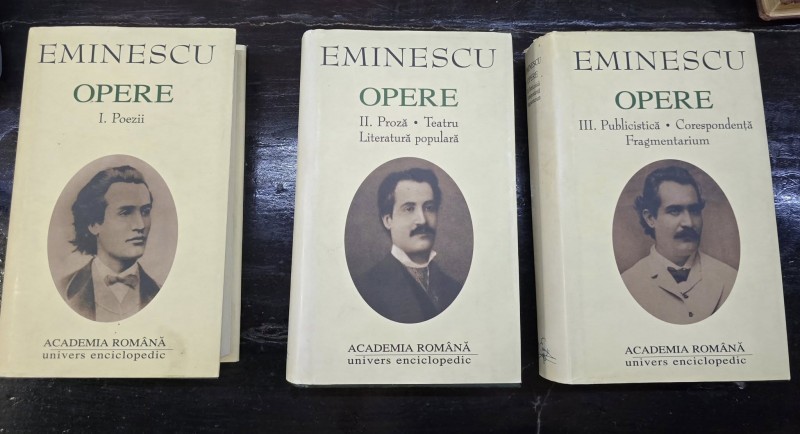 EMINESCU
OPERE
I. Poezii
ACADEMIA ROMÂNĂ
univers enciclopedic
EMINESCU
OPERE
II. Proză • Teatru
Literatură populară
ACADEMIA ROMÂNĂ
univers enciclopedic
EMINESCU
OPERE
III. Publicistică • Corespondență
Fragmentarium
ACADEMIA ROMÂNĂ
univers enciclopedic